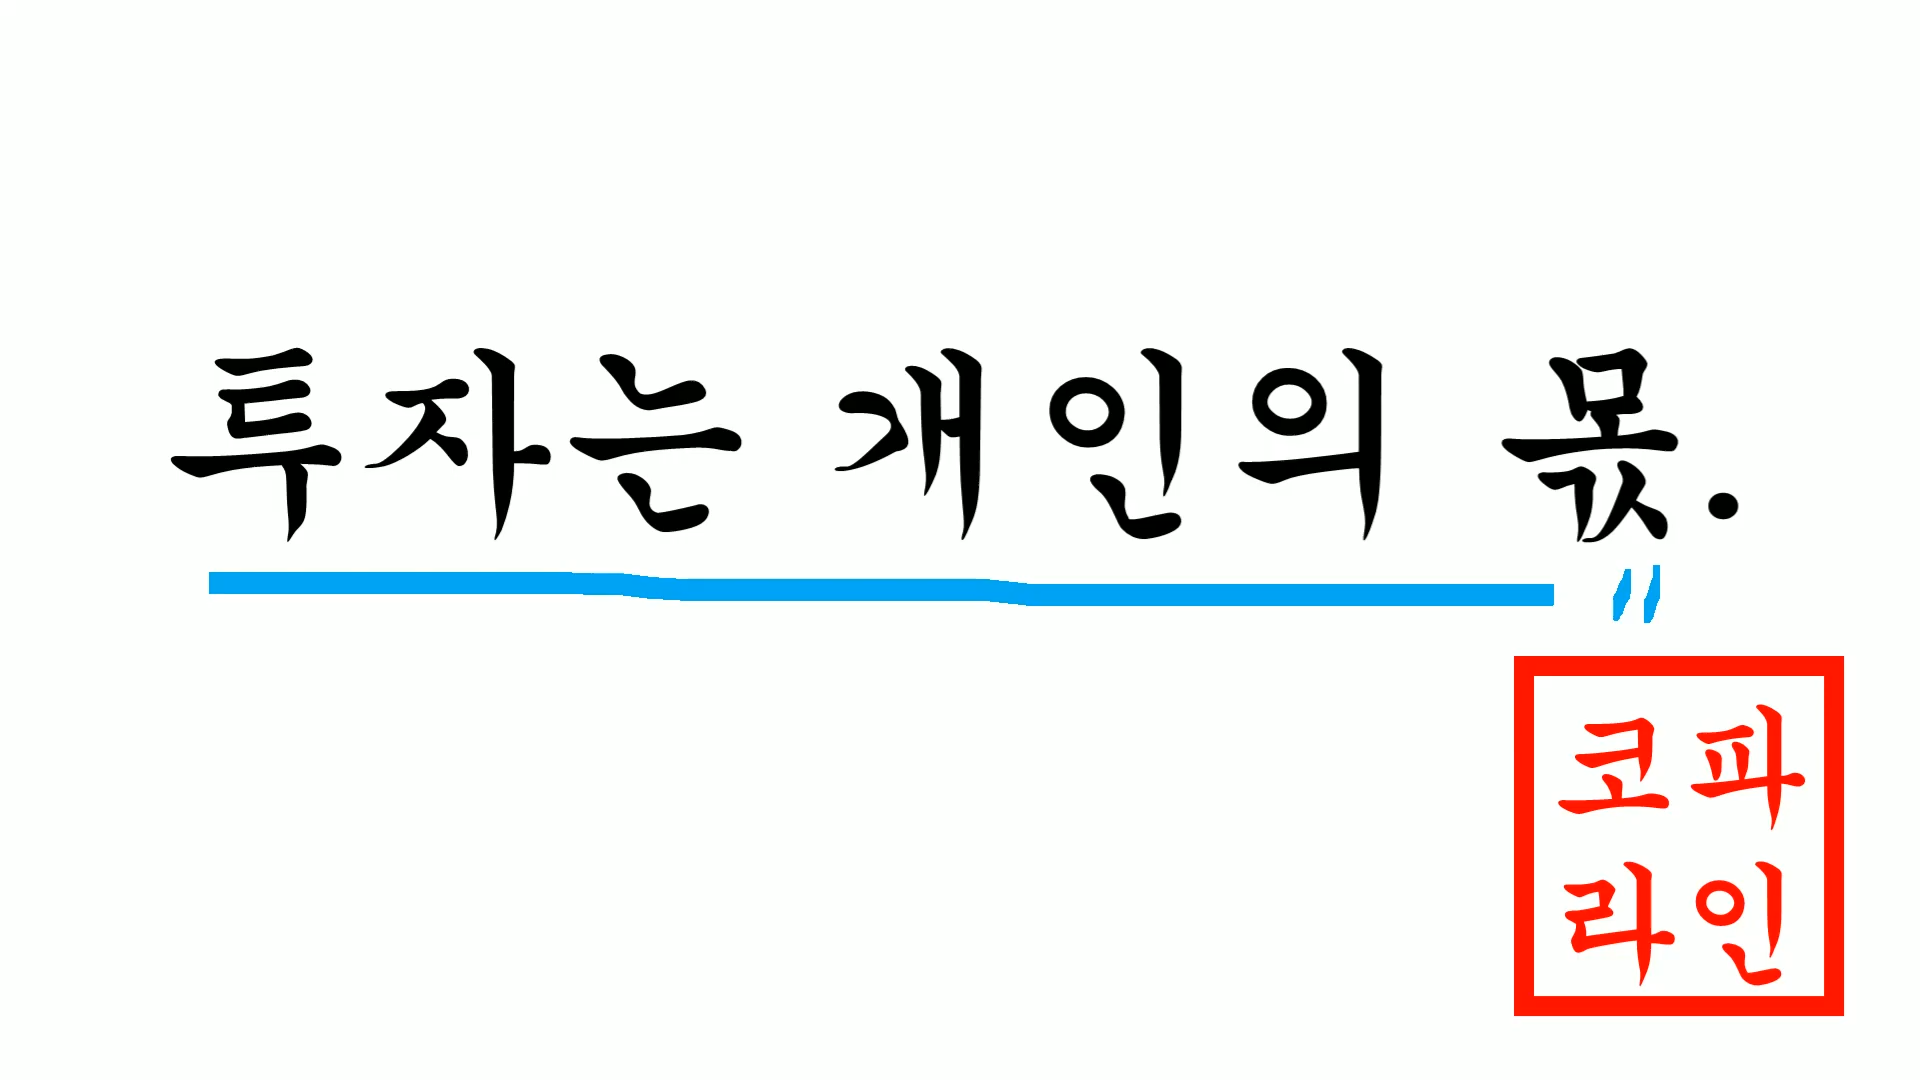 투자는 개인의 몫.
코파
라인